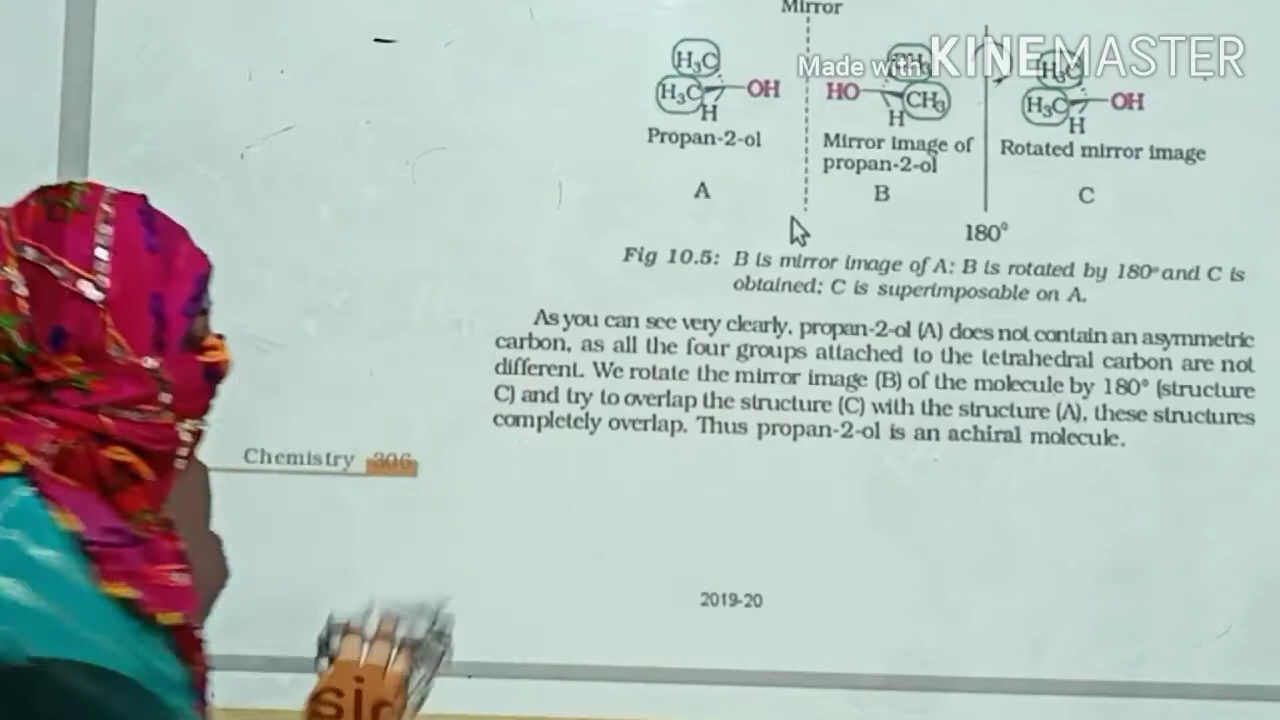 Mirror
Made with KINEMASTER
H₃C
H₃C OH
H
Propan-2-ol
A
HO CH₃
H
Mirror image of
propan-2-ol
B
180°
H₃C
H₃C OH
H
Rotated mirror image
C
Fig 10.5: B is mirror image of A; B is rotated by 180° and C is
obtained; C is superimposable on A.
As you can see very clearly, propan-2-ol (A) does not contain an asymmetric
carbon, as all the four groups attached to the tetrahedral carbon are not
different. We rotate the mirror image (B) of the molecule by 180° (structure
C) and try to overlap the structure (C) with the structure (A), these structures
completely overlap. Thus propan-2-ol is an achiral molecule.
Chemistry 306
2019-20
sir